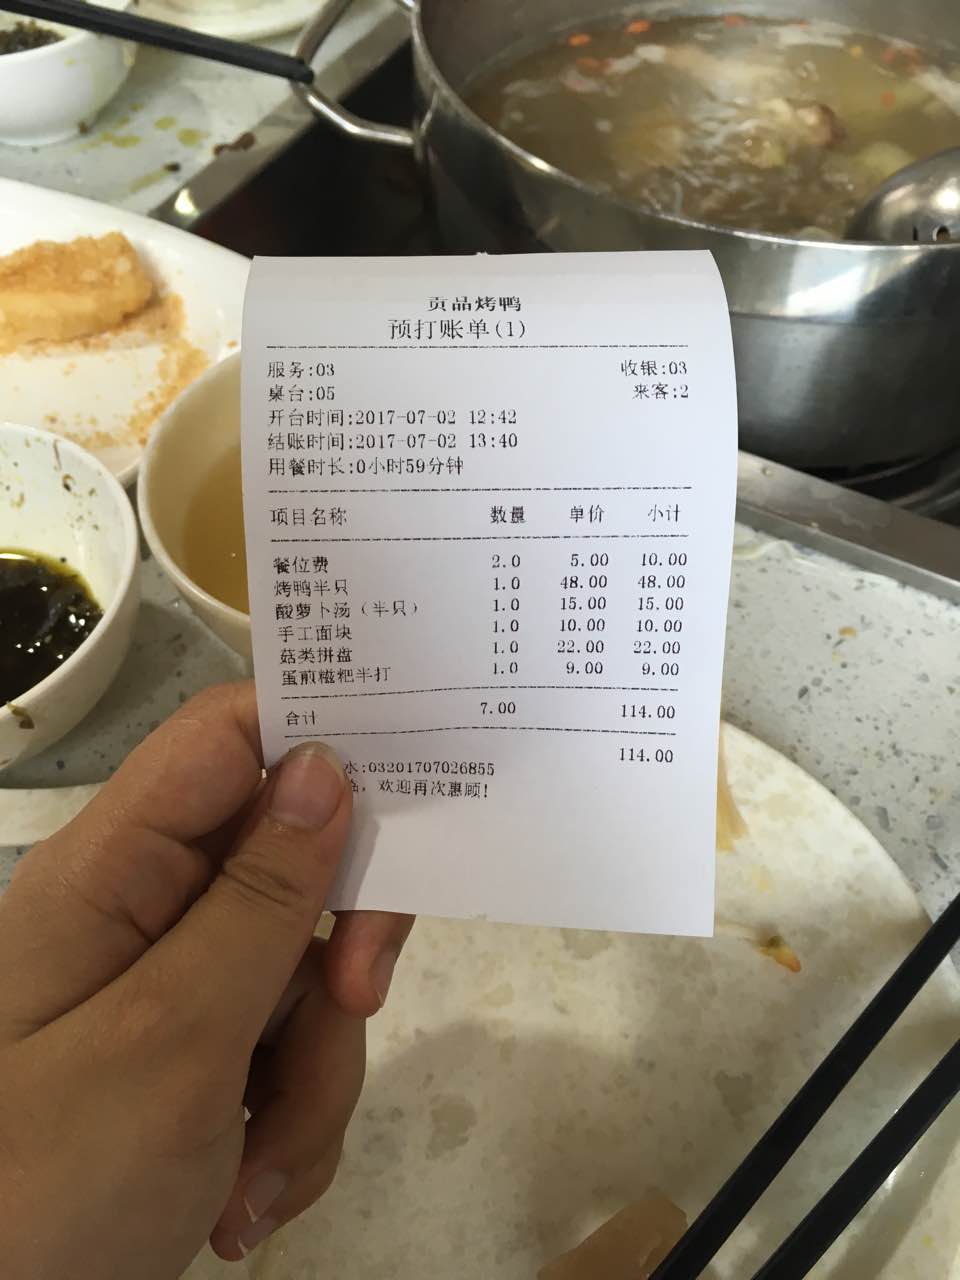 贡品烤鸭
预打账单(1)
服务:03 收银:03
桌台:05 来客:2
开台时间:2017-07-02 12:42
结账时间:2017-07-02 13:40
用餐时长:0小时59分钟
项目名称 数量 单价 小计
餐位费 2.0 5.00 10.00
烤鸭半只 1.0 48.00 48.00
酸萝卜汤（半只） 1.0 15.00 15.00
手工面块 1.0 10.00 10.00
菇类拼盘 1.0 22.00 22.00
蛋煎糍粑半打 1.0 9.00 9.00
合计 7.00 114.00
114.00
水:03201707026855
，欢迎再次惠顾!